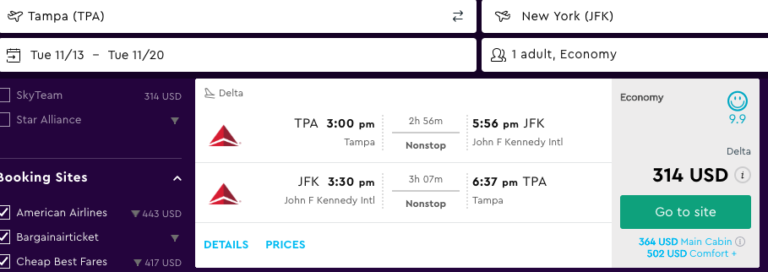 Tampa (TPA)
New York (JFK)
Tue 11/13 – Tue 11/20
1 adult, Economy
SkyTeam 314 USD
Star Alliance
Booking Sites
American Airlines 443 USD
Bargainairticket
Cheap Best Fares 417 USD
Delta
TPA 3:00 pm 2h 56m 5:56 pm JFK
Tampa Nonstop John F Kennedy Intl
JFK 3:30 pm 3h 07m 6:37 pm TPA
John F Kennedy Intl Nonstop Tampa
DETAILS PRICES
Economy
9.9
Delta
314 USD i
Go to site
364 USD Main Cabin i
502 USD Comfort +